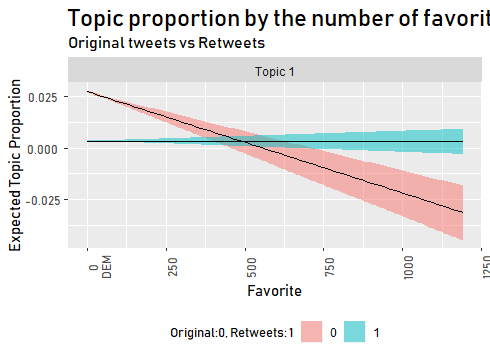 Topic proportion by the number of favorit
Original tweets vs Retweets
Topic 1
Expected Topic Proportion
0.025
0.000
-0.025
0
DEM
250
500
750
1000
1250
Favorite
Original:0, Retweets:1 0 1